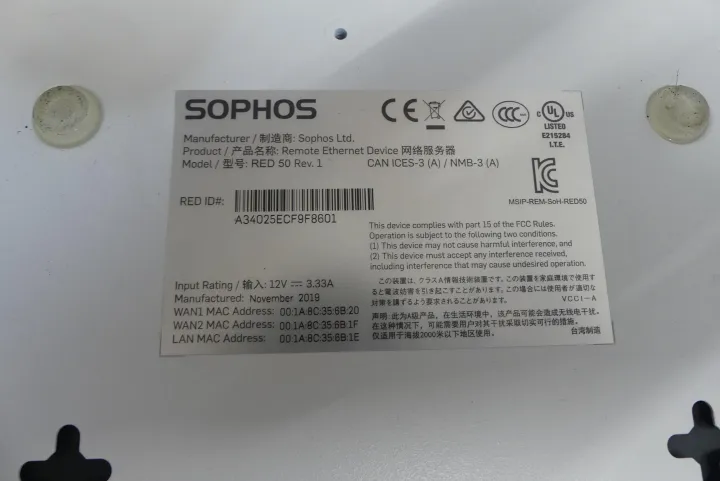 SOPHOS
Manufacturer / 制造商: Sophos Ltd.
Product / 产品名称: Remote Ethernet Device 网络服务器
Model / 型号: RED 50 Rev. 1 CAN ICES-3 (A) / NMB-3 (A)
CE
CCC
C UL US
LISTED
E215284
I.T.E.
MSIP-REM-SoH-RED50
RED ID#:
A34025ECF9F8601
This device complies with part 15 of the FCC Rules.
Operation is subject to the following two conditions.
(1) This device may not cause harmful interference, and
(2) This device must accept any interference received,
including interference that may cause undesired operation.
Input Rating / 输入: 12V ⎓ 3.33A
Manufactured: November 2019
WAN1 MAC Address: 00:1A:8C:35:6B:20
WAN2 MAC Address: 00:1A:8C:35:6B:1F
LAN MAC Address: 00:1A:8C:35:6B:1E
この装置は、クラスA情報技術装置です。この装置を家庭環境で使用す
ると電波妨害を引き起こすことがあります。この場合には使用者が適切な
対策を講ずるよう要求されることがあります。 VCCI-A
声明: 此为A级产品, 在生活环境中, 该产品可能会造成无线电干扰。
在这种情况下, 可能需要用户对其干扰采取切实可行的措施。
仅适用于海拔2000米以下地区使用。 台湾制造